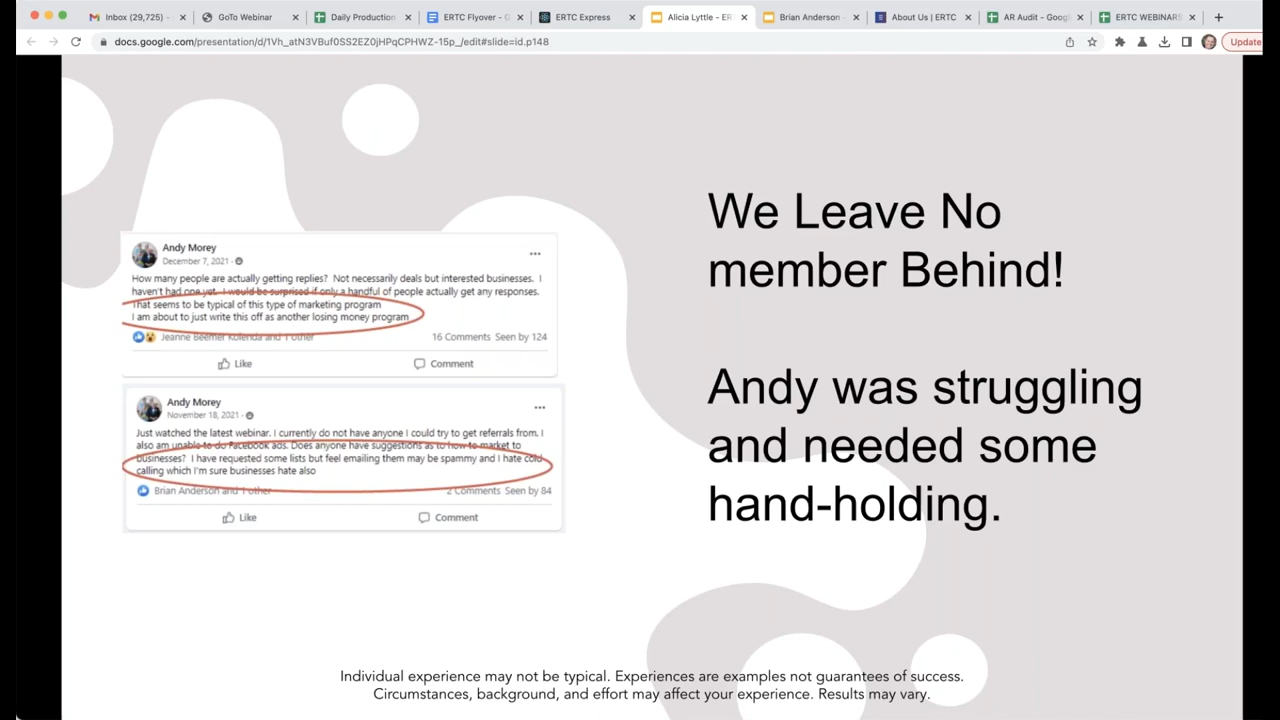 Inbox (29,725) -
GoTo Webinar
Daily Production
ERTC Flyover - G
ERTC Express
Alicia Lyttle - ER
Brian Anderson -
About Us | ERTC
AR Audit - Googl
ERTC WEBINARS
docs.google.com/presentation/d/1Vh_atN3VBuf0SS2EZ0jHPqCPHWZ-15p_/edit#slide=id.p148
Update
We Leave No
member Behind!
Andy was struggling
and needed some
hand-holding.
Andy Morey
December 7, 2021 ·
How many people are actually getting replies? Not necessarily deals but interested businesses. I
haven't had one yet. I would be surprised if only a handful of people actually get any responses.
That seems to be typical of this type of marketing program
I am about to just write this off as another losing money program
Jeanne Beemer Kolenda and 1 other
16 Comments Seen by 124
Like
Comment
Andy Morey
November 18, 2021 ·
Just watched the latest webinar. I currently do not have anyone I could try to get referrals from. I
also am unable to do Facebook ads. Does anyone have suggestions as to how to market to
businesses? I have requested some lists but feel emailing them may be spammy and I hate cold
calling which I'm sure businesses hate also
Brian Anderson and 1 other
2 Comments Seen by 84
Like
Comment
Individual experience may not be typical. Experiences are examples not guarantees of success.
Circumstances, background, and effort may affect your experience. Results may vary.